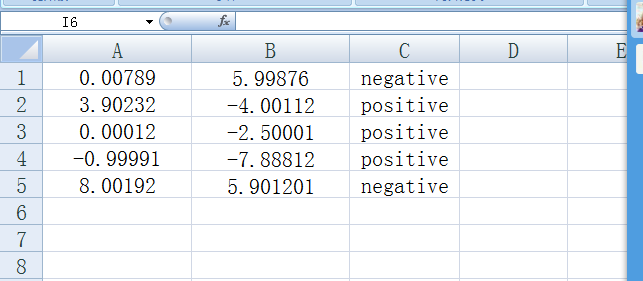 I6
fx
A B C D E
1 0.00789 5.99876 negative
2 3.90232 -4.00112 positive
3 0.00012 -2.50001 positive
4 -0.99991 -7.88812 positive
5 8.00192 5.901201 negative
6
7
8